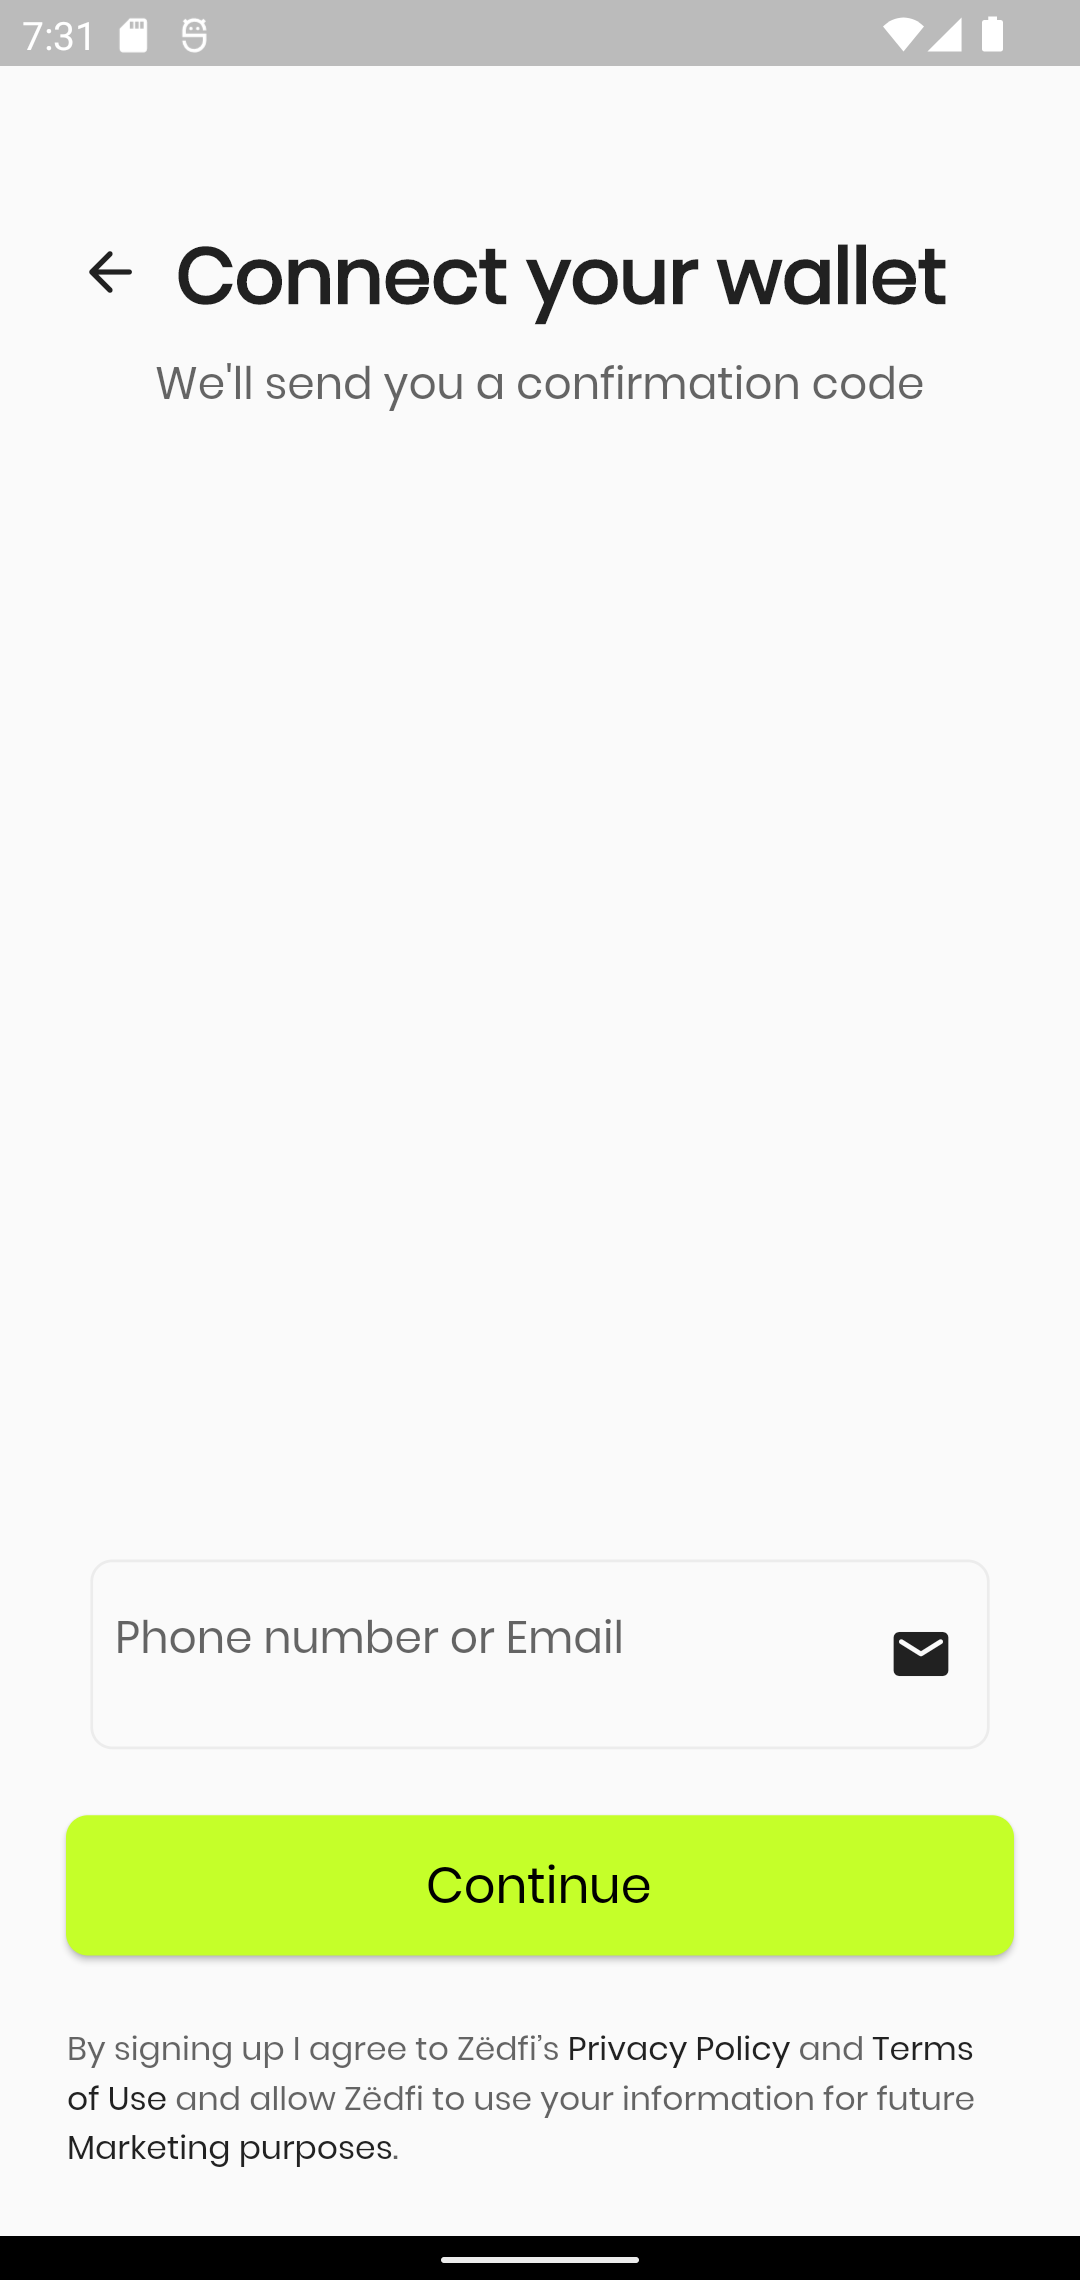 7:31
Connect your wallet
We'll send you a confirmation code
Phone number or Email
Continue
By signing up I agree to Zëdfi’s Privacy Policy and Terms
of Use and allow Zëdfi to use your information for future
Marketing purposes.